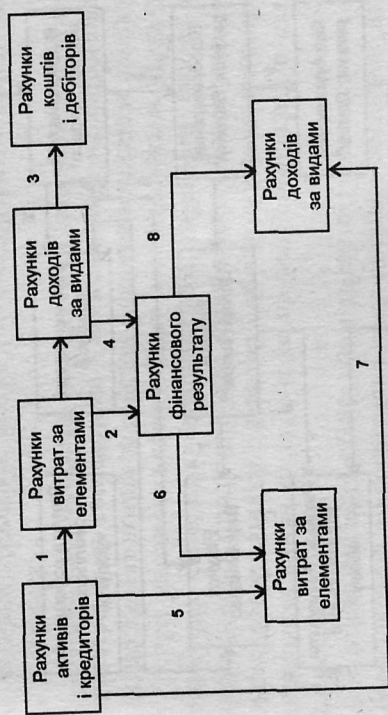 Рахунки
активів
і кредиторів
1
Рахунки
витрат за
елементами
Рахунки
доходів
за видами
3
Рахунки
коштів
і дебіторів
2
4
Рахунки
фінансового
результату
5
6
8
7
Рахунки
витрат за
елементами
Рахунки
доходів
за видами